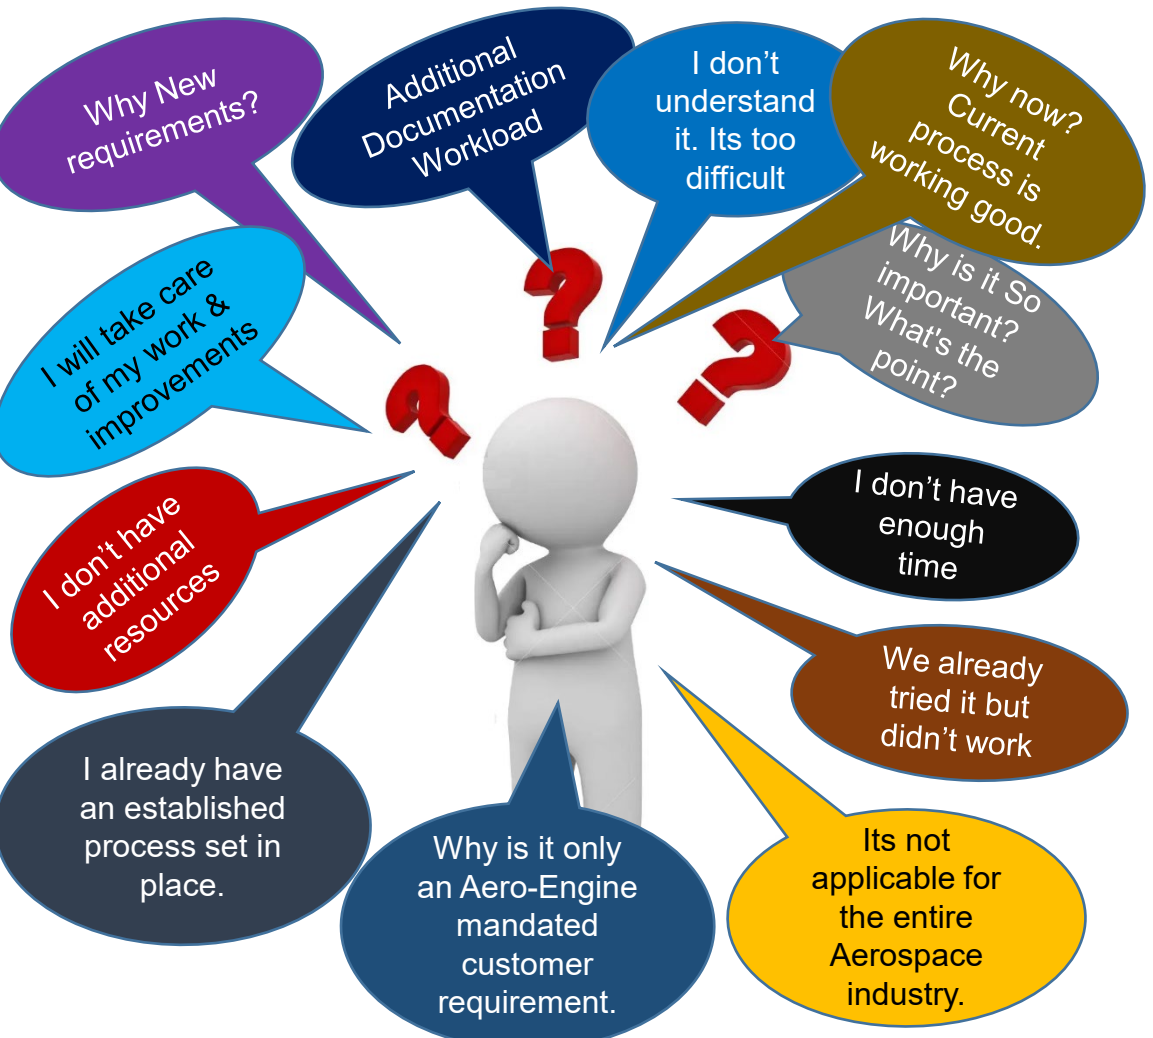 Why New
requirements?
Additional
Documentation
Workload
I don't
understand
it. Its too
difficult
Why now?
Current
process is
working good.
I will take care
of my work &
improvements
Why is it So
important?
What's the
point?
I don't have
additional
resources
I don't have
enough
time
We already
tried it but
didn't work
I already have
an established
process set in
place.
Why is it only
an Aero-Engine
mandated
customer
requirement.
Its not
applicable for
the entire
Aerospace
industry.